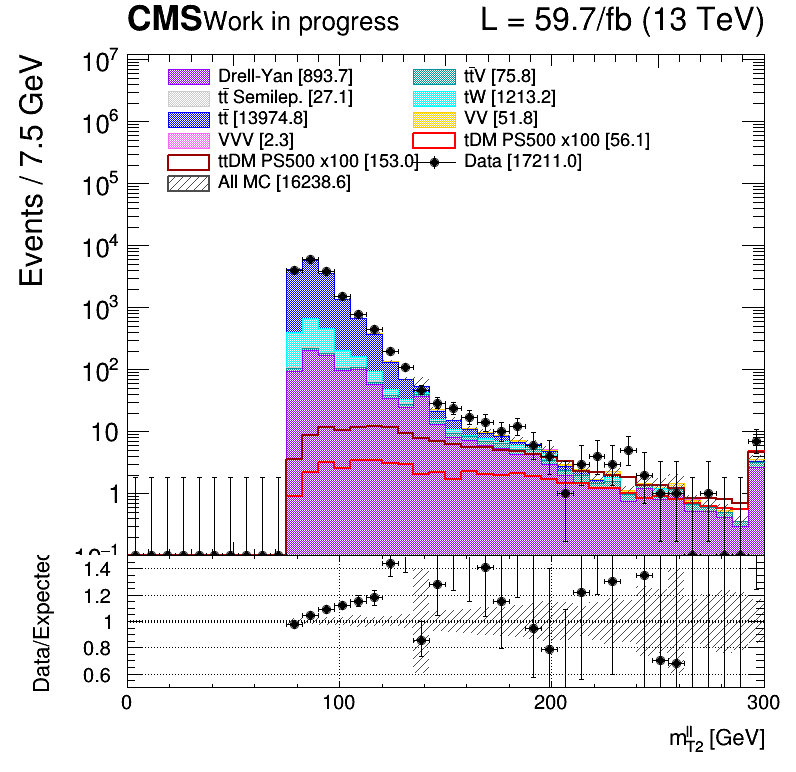 CMS Work in progress L = 59.7/fb (13 TeV)
Events / 7.5 GeV
10⁷
10⁶
10⁵
10⁴
10³
10²
10
1
10⁻¹
Drell-Yan [893.7] tt̄V [75.8]
tt̄ Semilep. [27.1] tW [1213.2]
tt̄ [13974.8] VV [51.8]
VVV [2.3] tDM PS500 x100 [56.1]
ttDM PS500 x100 [153.0] Data [17211.0]
All MC [16238.6]
Data/Expected
1.4
1.2
1
0.8
0.6
0 100 200 300
m_T2^ll [GeV]